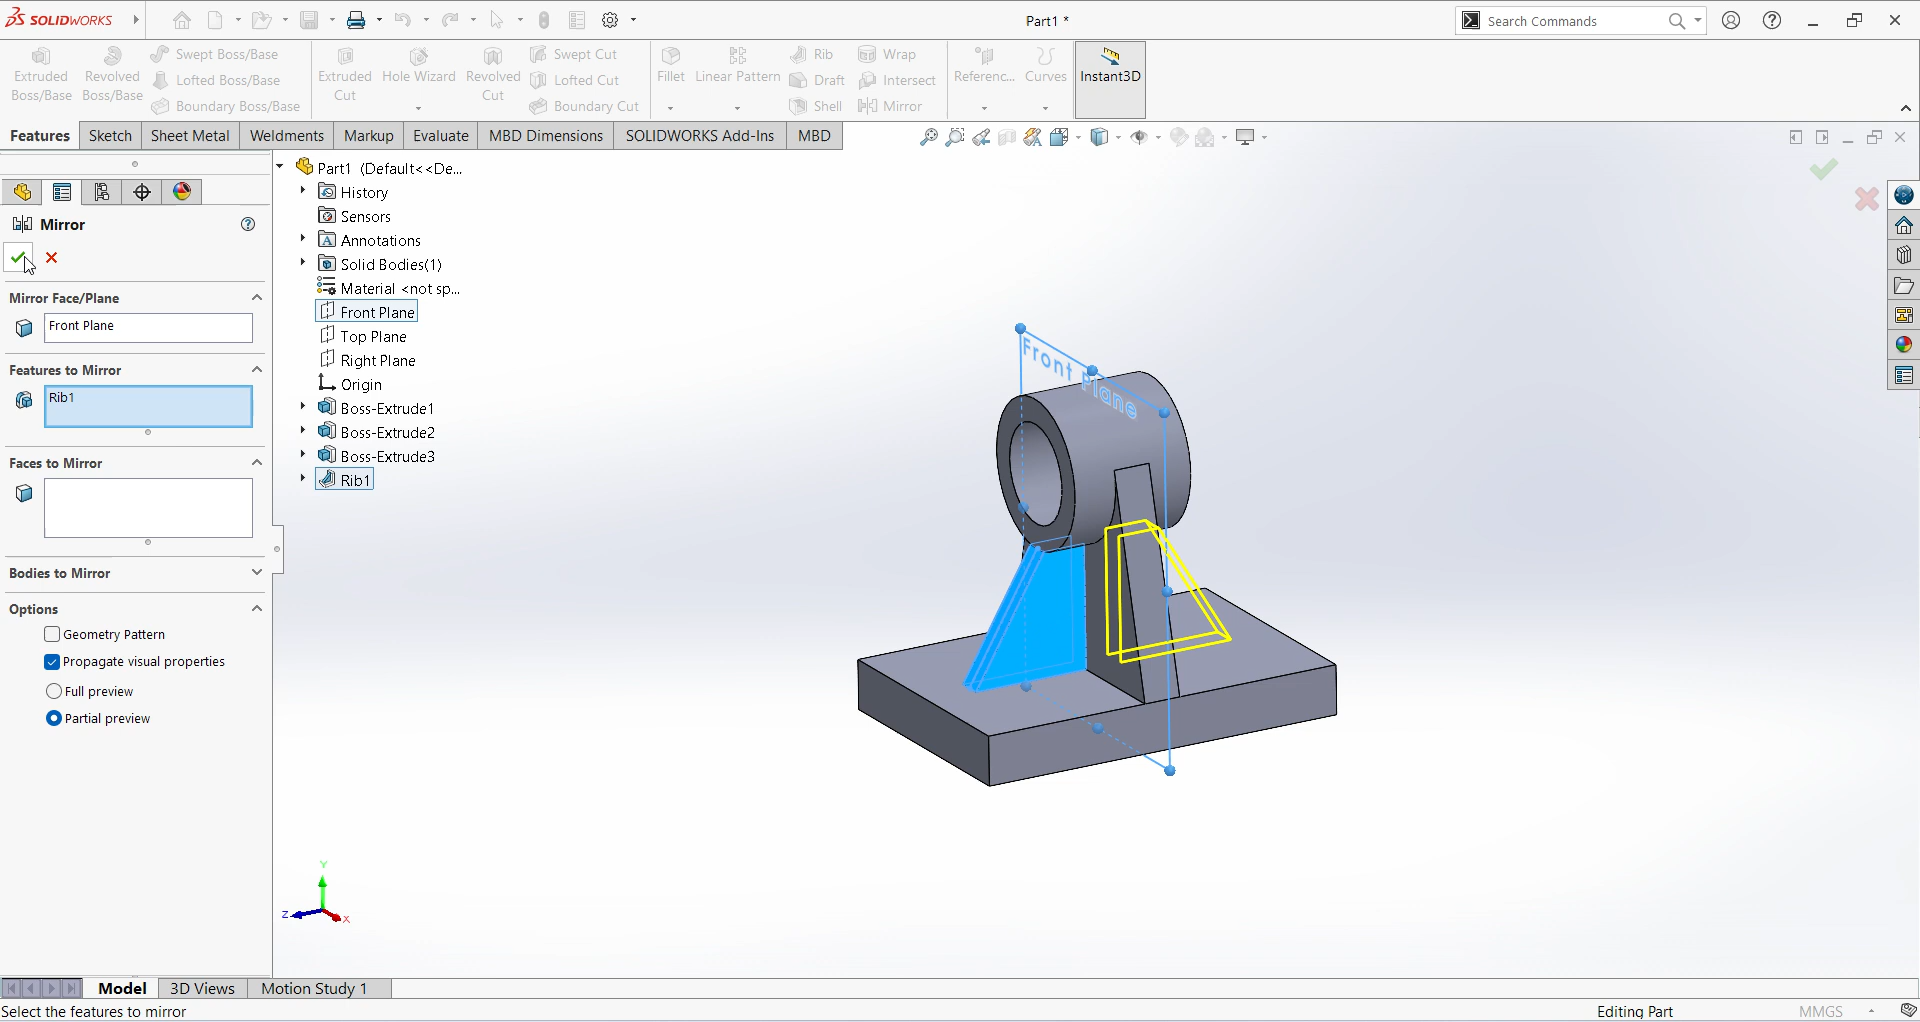 SOLIDWORKS
Part1 *
Search Commands
Extruded Boss/Base
Revolved Boss/Base
Swept Boss/Base
Lofted Boss/Base
Boundary Boss/Base
Extruded Cut
Hole Wizard
Revolved Cut
Swept Cut
Lofted Cut
Boundary Cut
Fillet
Linear Pattern
Rib
Draft
Shell
Wrap
Intersect
Mirror
Referenc...
Curves
Instant3D
Features
Sketch
Sheet Metal
Weldments
Markup
Evaluate
MBD Dimensions
SOLIDWORKS Add-Ins
MBD
Mirror
Mirror Face/Plane
Front Plane
Features to Mirror
Rib1
Faces to Mirror
Bodies to Mirror
Options
Geometry Pattern
Propagate visual properties
Full preview
Partial preview
Part1 (Default<<De...
History
Sensors
Annotations
Solid Bodies(1)
Material <not sp...
Front Plane
Top Plane
Right Plane
Origin
Boss-Extrude1
Boss-Extrude2
Boss-Extrude3
Rib1
Front Plane
Y
Z
X
Model
3D Views
Motion Study 1
Select the features to mirror
Editing Part
MMGS